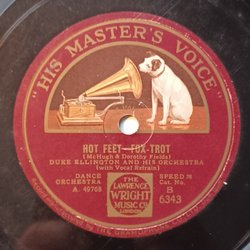 "HIS MASTER'S VOICE"
HOT FEET—FOX-TROT
(McHugh & Dorothy Fields)
DUKE ELLINGTON AND HIS ORCHESTRA
(with Vocal Refrain)
DANCE
ORCHESTRA
A. 49768
SPEED 78
Cat. No.
B
6343
THE
LAWRENCE
WRIGHT
MUSIC CO
LONDON